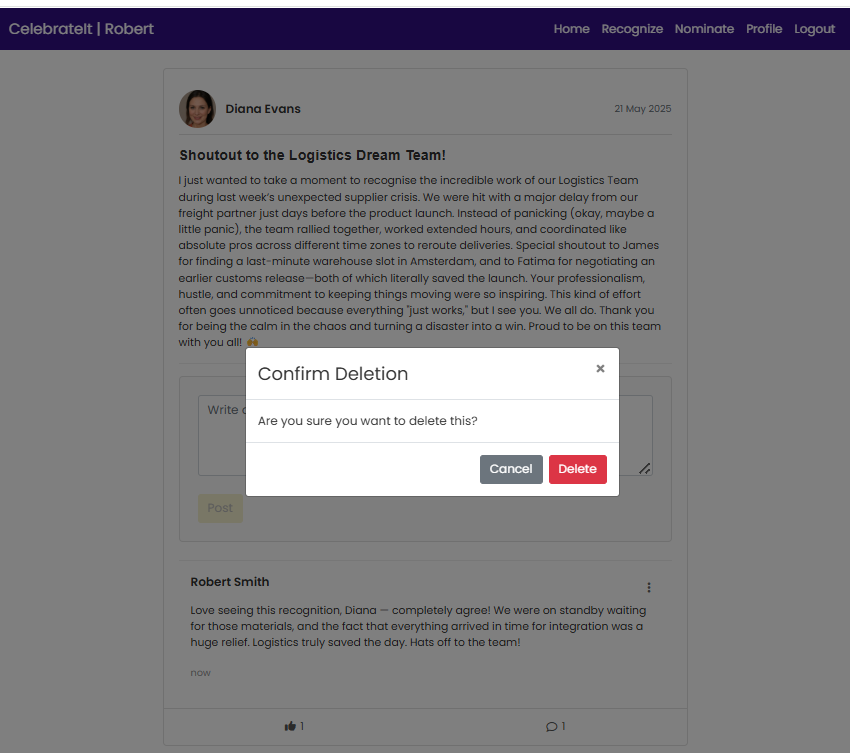 CelebrateIt | Robert Home Recognize Nominate Profile Logout
Diana Evans 21 May 2025
Shoutout to the Logistics Dream Team!
I just wanted to take a moment to recognise the incredible work of our Logistics Team
during last week's unexpected supplier crisis. We were hit with a major delay from our
freight partner just days before the product launch. Instead of panicking (okay, maybe a
little panic), the team rallied together, worked extended hours, and coordinated like
absolute pros across different time zones to reroute deliveries. Special shoutout to James
for finding a last-minute warehouse slot in Amsterdam, and to Fatima for negotiating an
earlier customs release—both of which literally saved the launch. Your professionalism,
hustle, and commitment to keeping things moving were so inspiring. This kind of effort
often goes unnoticed because everything "just works," but I see you. We all do. Thank you
for being the calm in the chaos and turning a disaster into a win. Proud to be on this team
with you all! 🙌
Confirm Deletion ×
Write
Are you sure you want to delete this?
Cancel Delete
Post
Robert Smith
Love seeing this recognition, Diana — completely agree! We were on standby waiting
for those materials, and the fact that everything arrived in time for integration was a
huge relief. Logistics truly saved the day. Hats off to the team!
now
1 1